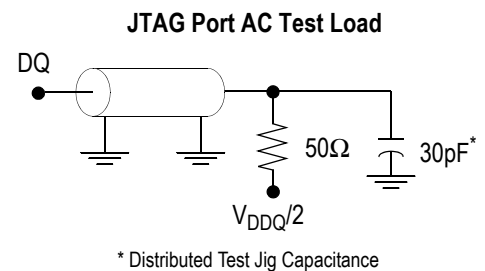 JTAG Port AC Test Load
DQ
50Ω
30pF*
VDDQ/2
* Distributed Test Jig Capacitance